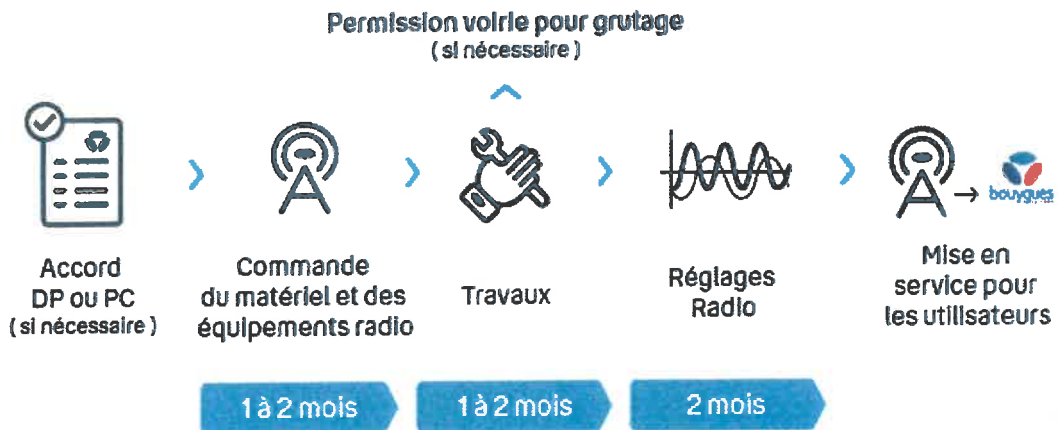 Permission voirie pour grutage
( si nécessaire )
Accord
DP ou PC
( si nécessaire )
Commande
du matériel et des
équipements radio
Travaux
Réglages
Radio
bouygues
Mise en
service pour
les utilisateurs
1 à 2 mois
1 à 2 mois
2 mois